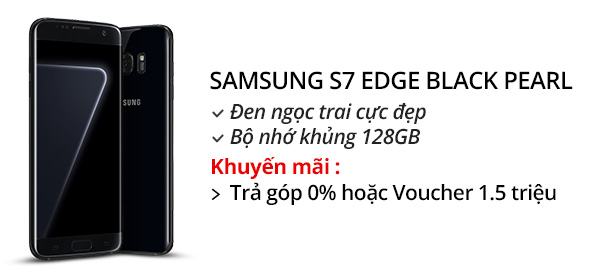 SAMSUNG S7 EDGE BLACK PEARL
Đen ngọc trai cực đẹp
Bộ nhớ khủng 128GB
Khuyến mãi :
> Trả góp 0% hoặc Voucher 1.5 triệu
SUNG